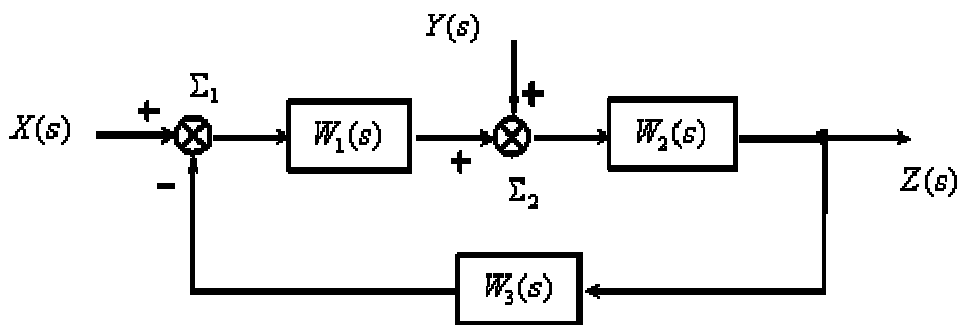 Y(s)
Σ₁
+ +
X(s) W₁(s) W₂(s)
- + Σ₂ Z(s)
W₃(s)